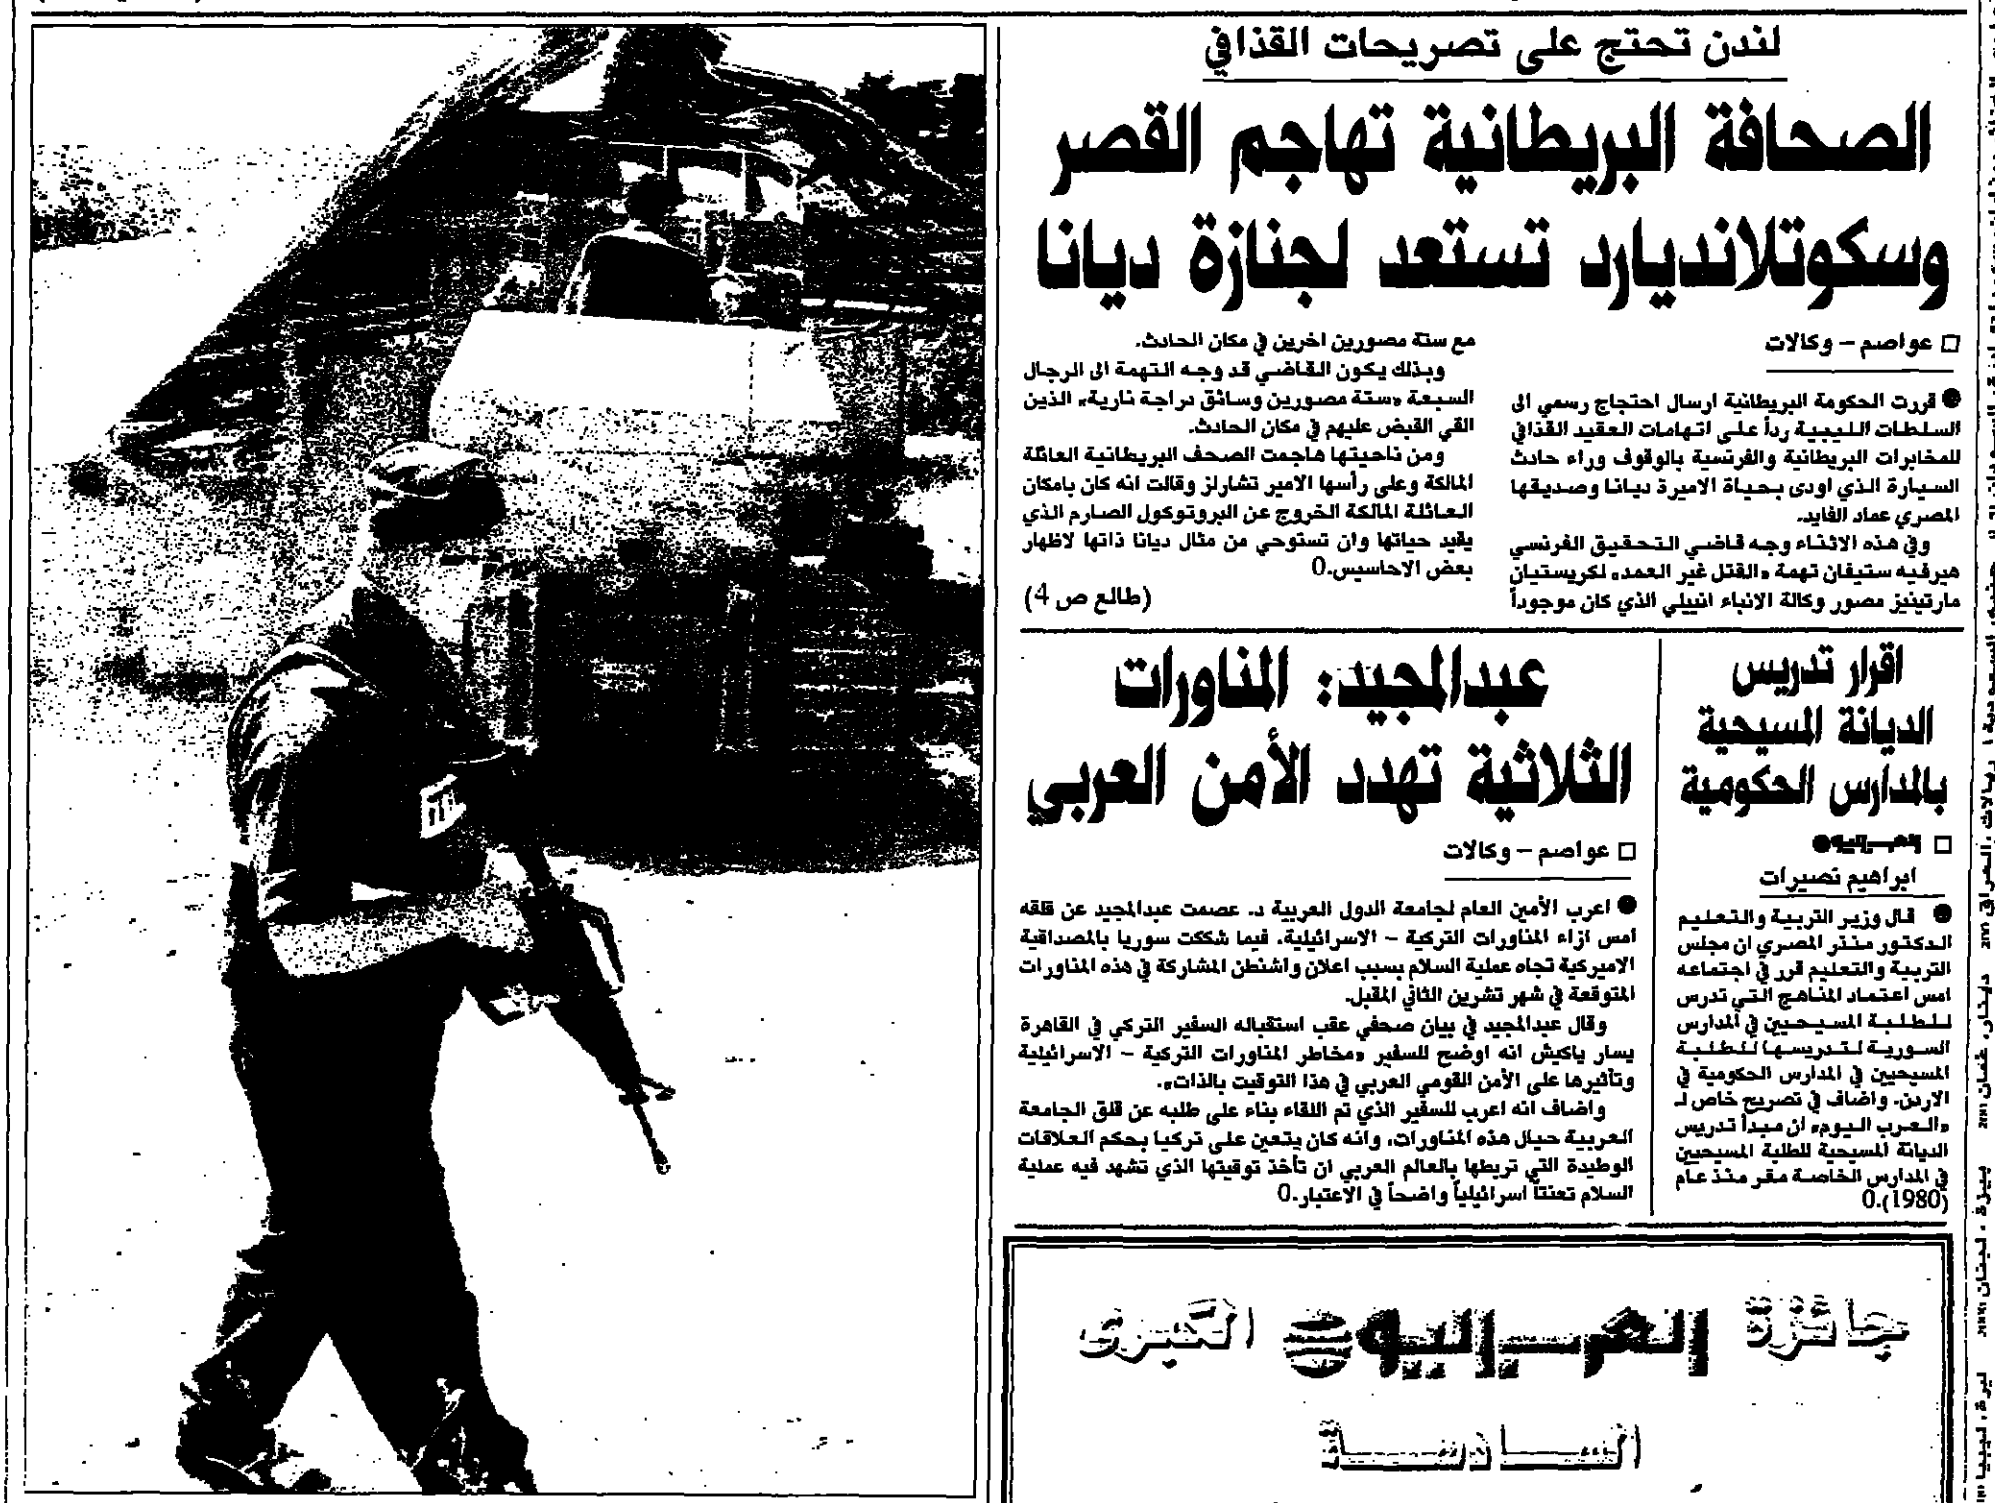 لندن تحتج على تصريحات القذافي
الصحافة البريطانية تهاجم القصر
وسكوتلانديارد تستعد لجنازة ديانا
□ عواصم – وكالات
● قررت الحكومة البريطانية ارسال احتجاج رسمي الى
السلطات الليبية رداً على اتهامات العقيد القذافي
للمخابرات البريطانية والفرنسية بالوقوف وراء حادث
السيارة الذي اودى بحياة الاميرة ديانا وصديقها
المصري عماد الفايد.
وفي هذه الاثناء وجه قاضي التحقيق الفرنسي
هيرفيه ستيفان تهمة «القتل غير العمد» لكريستيان
مارتينيز مصور وكالة الانباء انييلي الذي كان موجوداً
مع ستة مصورين اخرين في مكان الحادث.
وبذلك يكون القاضي قد وجه التهمة الى الرجال
السبعة «ستة مصورين وسائق دراجة نارية» الذين
القي القبض عليهم في مكان الحادث.
ومن ناحيتها هاجمت الصحف البريطانية العائلة
المالكة وعلى رأسها الامير تشارلز وقالت انه كان بامكان
العائلة المالكة الخروج عن البروتوكول الصارم الذي
يقيد حياتها وان تستوحي من مثال ديانا ذاتها لاظهار
بعض الاحاسيس.0
(طالع ص 4)
اقرار تدريس
الديانة المسيحية
بالمدارس الحكومية
□ العرب اليوم
ابراهيم نصيرات
● قال وزير التربية والتعليم
الدكتور منذر المصري ان مجلس
التربية والتعليم قرر في اجتماعه
امس اعتماد المناهج التي تدرس
للطلبة المسيحيين في المدارس
السورية لتدريسها للطلبة
المسيحيين في المدارس الحكومية في
الاردن. واضاف في تصريح خاص لـ
«العرب اليوم» ان مبدأ تدريس
الديانة المسيحية للطلبة المسيحيين
في المدارس الخاصة مقر منذ عام
(1980).0
عبدالمجيد: المناورات
الثلاثية تهدد الأمن العربي
□ عواصم – وكالات
● اعرب الأمين العام لجامعة الدول العربية د. عصمت عبدالمجيد عن قلقه
امس ازاء المناورات التركية – الاسرائيلية، فيما شككت سوريا بالمصداقية
الاميركية تجاه عملية السلام بسبب اعلان واشنطن المشاركة في هذه المناورات
المتوقعة في شهر تشرين الثاني المقبل.
وقال عبدالمجيد في بيان صحفي عقب استقباله السفير التركي في القاهرة
يسار ياكيش انه اوضح للسفير «مخاطر المناورات التركية – الاسرائيلية
وتأثيرها على الأمن القومي العربي في هذا التوقيت بالذات».
واضاف انه اعرب للسفير الذي تم اللقاء بناء على طلبه عن قلق الجامعة
العربية حيال هذه المناورات، وانه كان يتعين على تركيا بحكم العلاقات
الوطيدة التي تربطها بالعالم العربي ان تأخذ توقيتها الذي تشهد فيه عملية
السلام تعنتاً اسرائيلياً واضحاً في الاعتبار.0
جائزة العرب اليوم الكبرى
السادسة